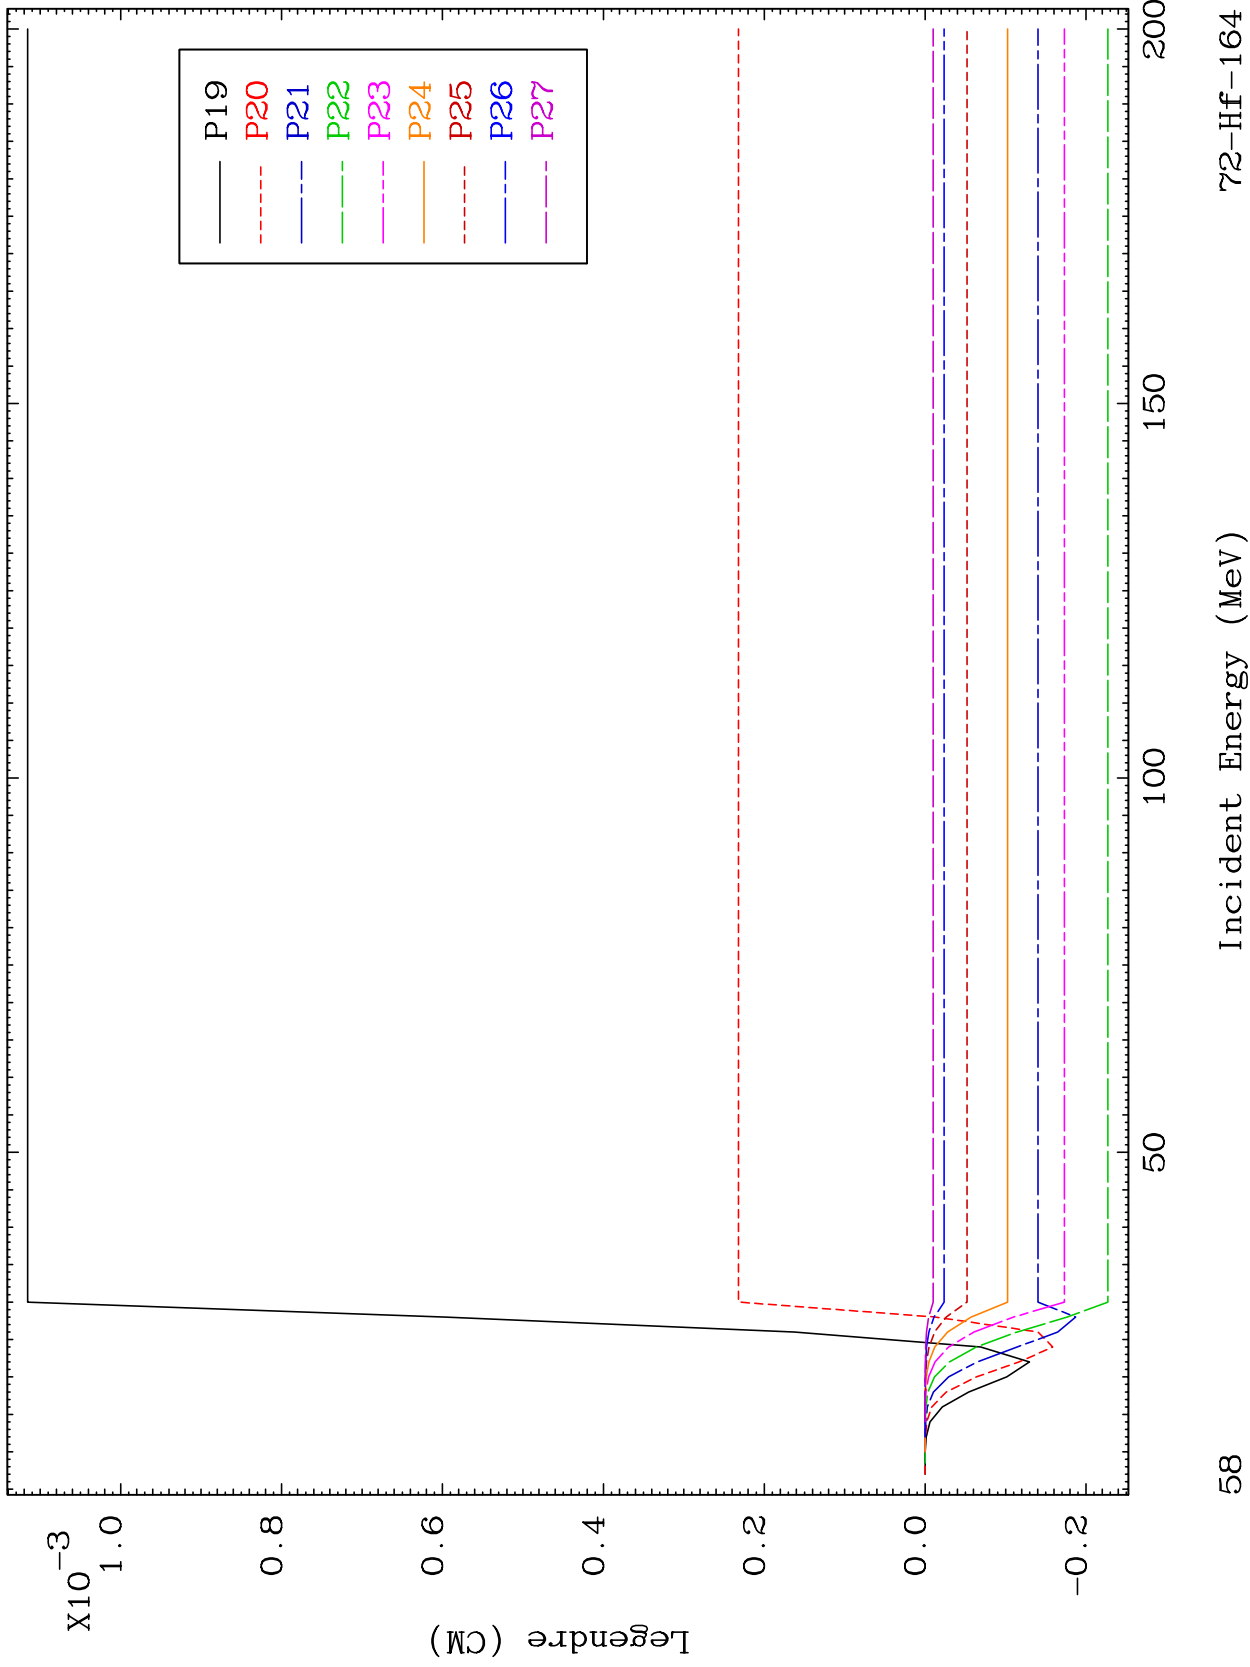 X10⁻³
1.0
0.8
0.6
0.4
0.2
0.0
-0.2
Legendre (CM)
P19
P20
P21
P22
P23
P24
P25
P26
P27
50
100
150
200
58
Incident Energy (MeV)
72-Hf-164